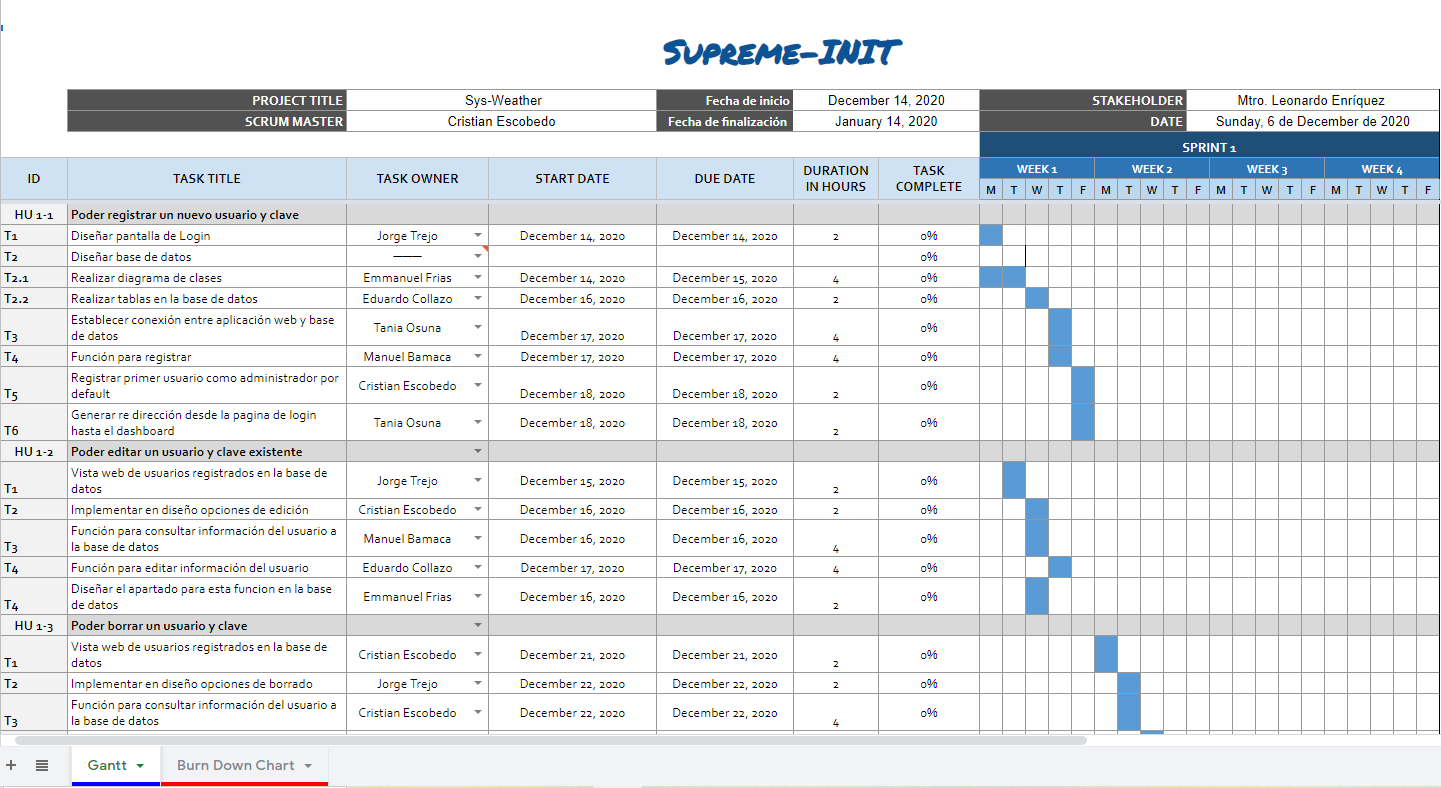 Supreme-INIT
PROJECT TITLE Sys-Weather Fecha de inicio December 14, 2020 STAKEHOLDER Mtro. Leonardo Enríquez
SCRUM MASTER Cristian Escobedo Fecha de finalización January 14, 2020 DATE Sunday, 6 de December de 2020
SPRINT 1
ID TASK TITLE TASK OWNER START DATE DUE DATE DURATION IN HOURS TASK COMPLETE WEEK 1 WEEK 2 WEEK 3 WEEK 4
M T W T F M T W T F M T W T F M T W T F
HU 1-1 Poder registrar un nuevo usuario y clave
T1 Diseñar pantalla de Login Jorge Trejo December 14, 2020 December 14, 2020 2 0%
T2 Diseñar base de datos ——— 0%
T2.1 Realizar diagrama de clases Emmanuel Frias December 14, 2020 December 15, 2020 4 0%
T2.2 Realizar tablas en la base de datos Eduardo Collazo December 16, 2020 December 16, 2020 2 0%
T3 Establecer conexión entre aplicación web y base de datos Tania Osuna December 17, 2020 December 17, 2020 4 0%
T4 Función para registrar Manuel Bamaca December 17, 2020 December 17, 2020 4 0%
T5 Registrar primer usuario como administrador por default Cristian Escobedo December 18, 2020 December 18, 2020 2 0%
T6 Generar re dirección desde la pagina de login hasta el dashboard Tania Osuna December 18, 2020 December 18, 2020 2 0%
HU 1-2 Poder editar un usuario y clave existente
T1 Vista web de usuarios registrados en la base de datos Jorge Trejo December 15, 2020 December 15, 2020 2 0%
T2 Implementar en diseño opciones de edición Cristian Escobedo December 16, 2020 December 16, 2020 2 0%
T3 Función para consultar información del usuario a la base de datos Manuel Bamaca December 16, 2020 December 16, 2020 4 0%
T4 Función para editar información del usuario Eduardo Collazo December 17, 2020 December 17, 2020 4 0%
T4 Diseñar el apartado para esta funcion en la base de datos Emmanuel Frias December 16, 2020 December 16, 2020 2 0%
HU 1-3 Poder borrar un usuario y clave
T1 Vista web de usuarios registrados en la base de datos Cristian Escobedo December 21, 2020 December 21, 2020 2 0%
T2 Implementar en diseño opciones de borrado Jorge Trejo December 22, 2020 December 22, 2020 2 0%
T3 Función para consultar información del usuario a la base de datos Cristian Escobedo December 22, 2020 December 22, 2020 4 0%
Gantt Burn Down Chart